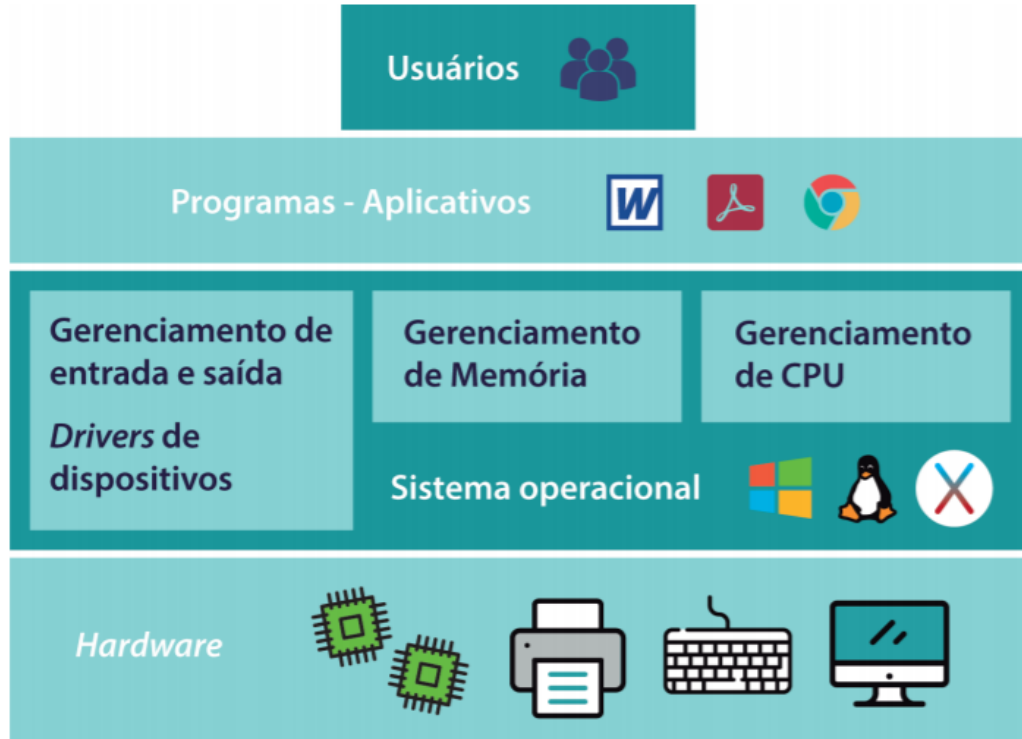 Usuários
Programas - Aplicativos
W
Gerenciamento de
entrada e saída
Drivers de
dispositivos
Gerenciamento
de Memória
Gerenciamento
de CPU
Sistema operacional
X
Hardware